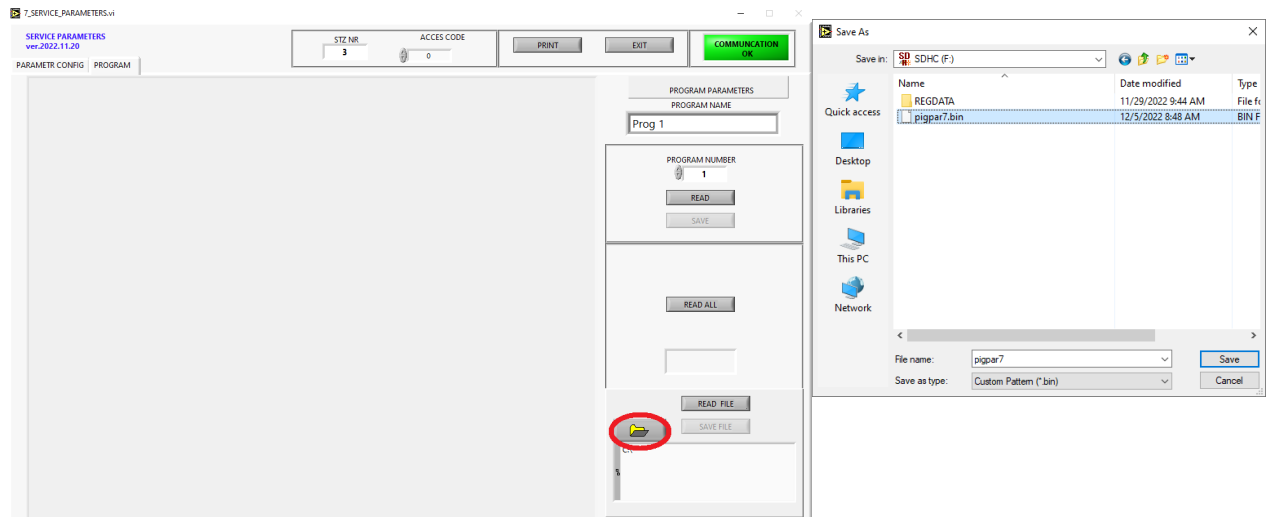 7_SERVICE_PARAMETERS.vi
SERVICE PARAMETERS
ver.2022.11.20
STZ NR
3
ACCES CODE
0
PRINT
EXIT
COMMUNCATION
OK
PARAMETR CONFIG PROGRAM
PROGRAM PARAMETERS
PROGRAM NAME
Prog 1
PROGRAM NUMBER
1
READ
SAVE
READ ALL
READ FILE
SAVE FILE
Save As
Save in: SDHC (F:)
Name Date modified Type
REGDATA 11/29/2022 9:44 AM File fo
pigpar7.bin 12/5/2022 8:48 AM BIN F
Quick access
Desktop
Libraries
This PC
Network
File name: pigpar7 Save
Save as type: Custom Pattern (*.bin) Cancel